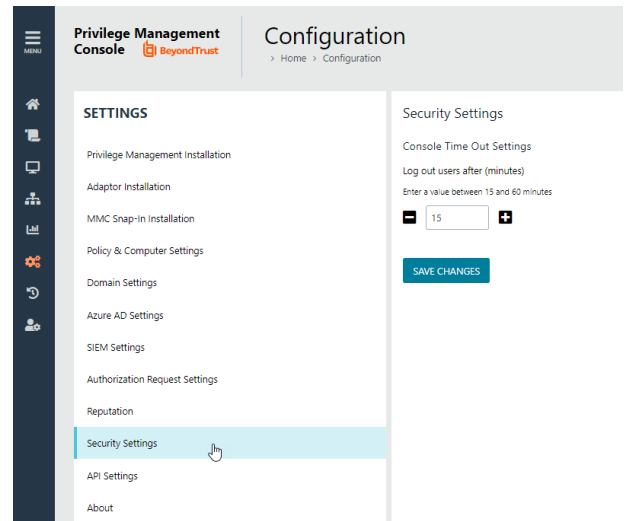 MENU
Privilege Management
Console BeyondTrust
Configuration
› Home › Configuration
SETTINGS
Privilege Management Installation
Adaptor Installation
MMC Snap-In Installation
Policy & Computer Settings
Domain Settings
Azure AD Settings
SIEM Settings
Authorization Request Settings
Reputation
Security Settings
API Settings
About
Security Settings
Console Time Out Settings
Log out users after (minutes)
Enter a value between 15 and 60 minutes
15
SAVE CHANGES